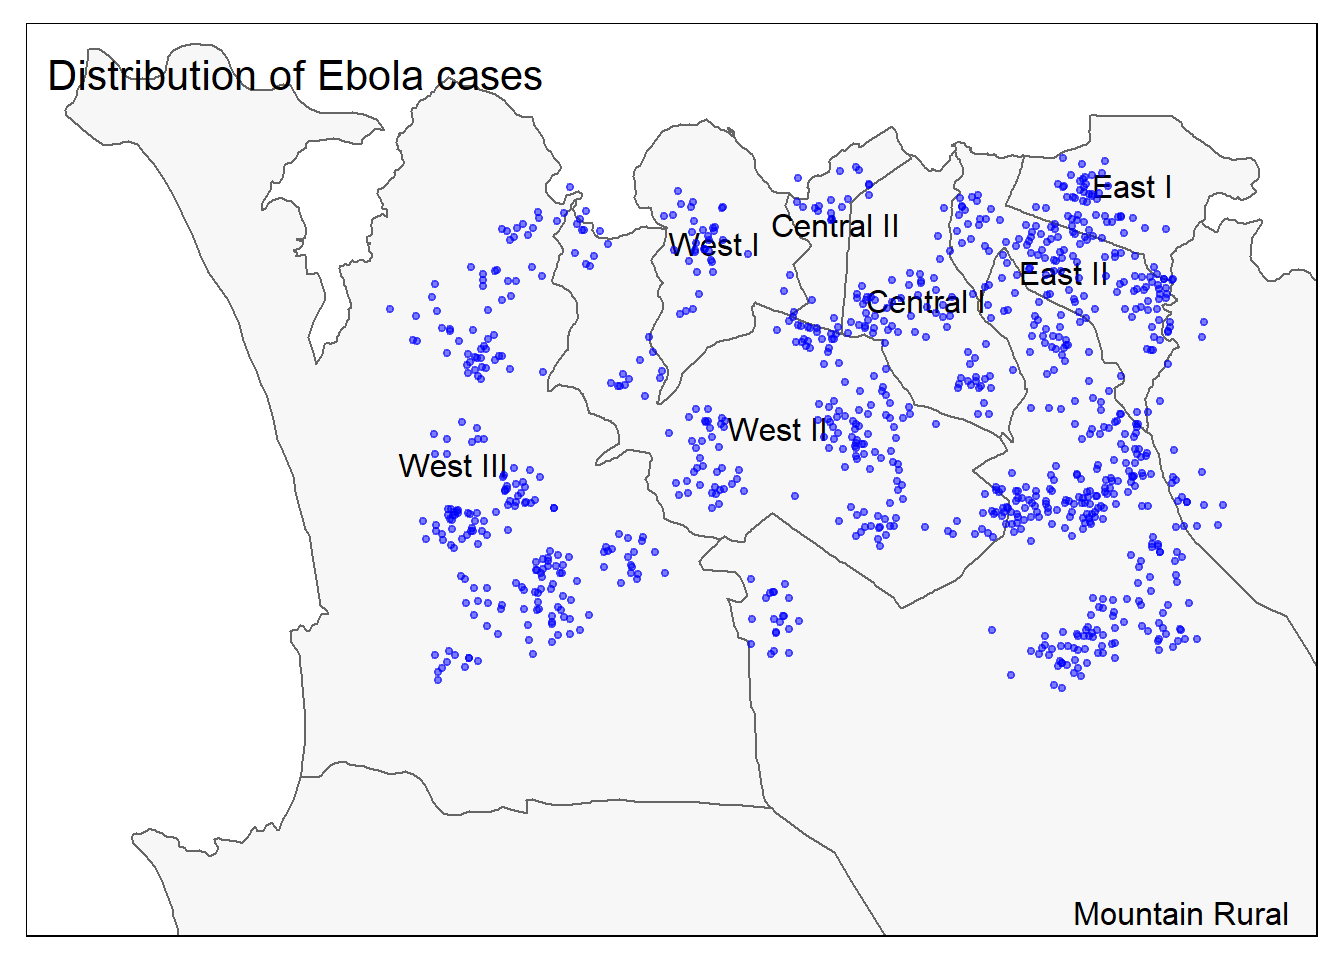 Distribution of Ebola cases
East I
Central II
West I
East II
Central I
West II
West III
Mountain Rural